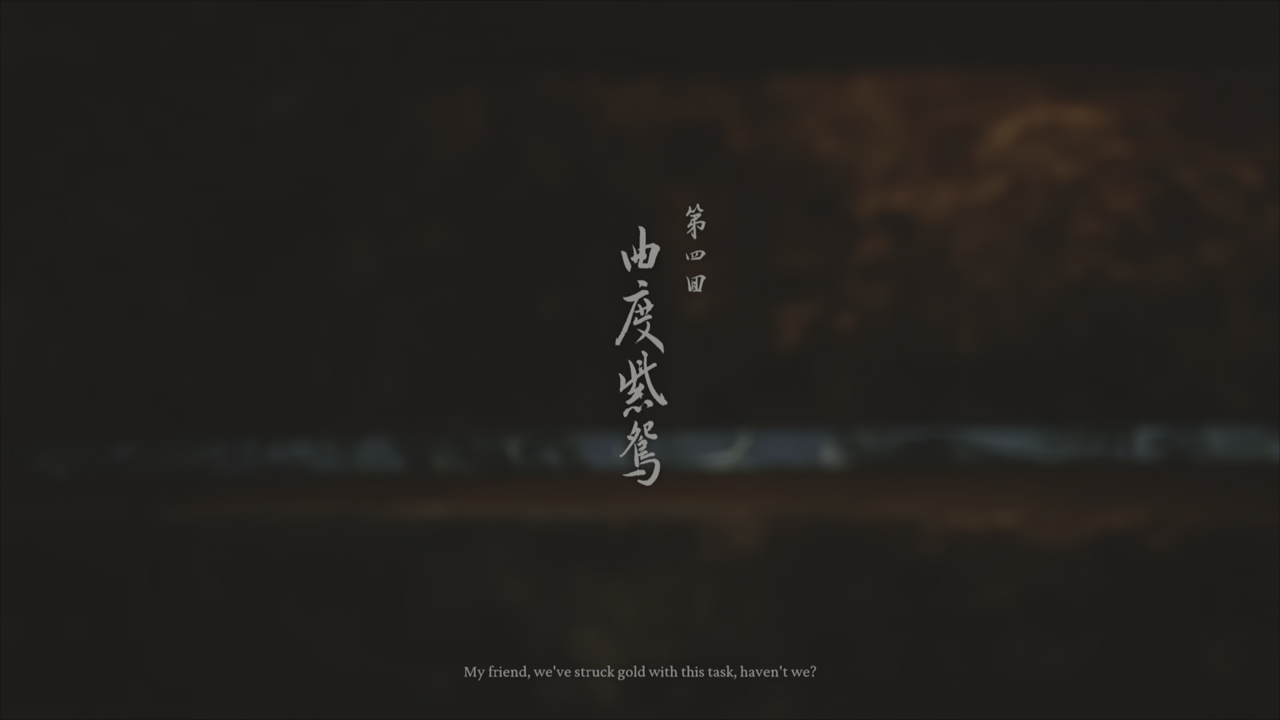 第四回
曲度紫鸳
My friend, we've struck gold with this task, haven't we?